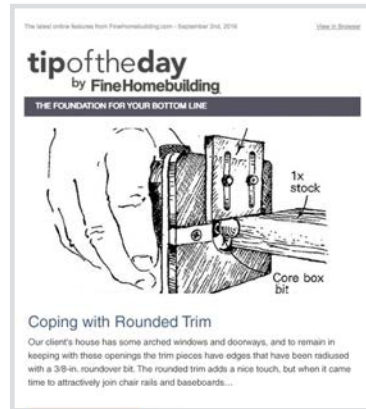 The latest online features from FineHomebuilding.com - September 2nd, 2016
View in Browser
tipoftheday
by FineHomebuilding
THE FOUNDATION FOR YOUR BOTTOM LINE
1x
stock
Core box
bit
Coping with Rounded Trim
Our client's house has some arched windows and doorways, and to remain in
keeping with these openings the trim pieces have edges that have been radiused
with a 3/8-in. roundover bit. The rounded trim adds a nice touch, but when it came
time to attractively join chair rails and baseboards…